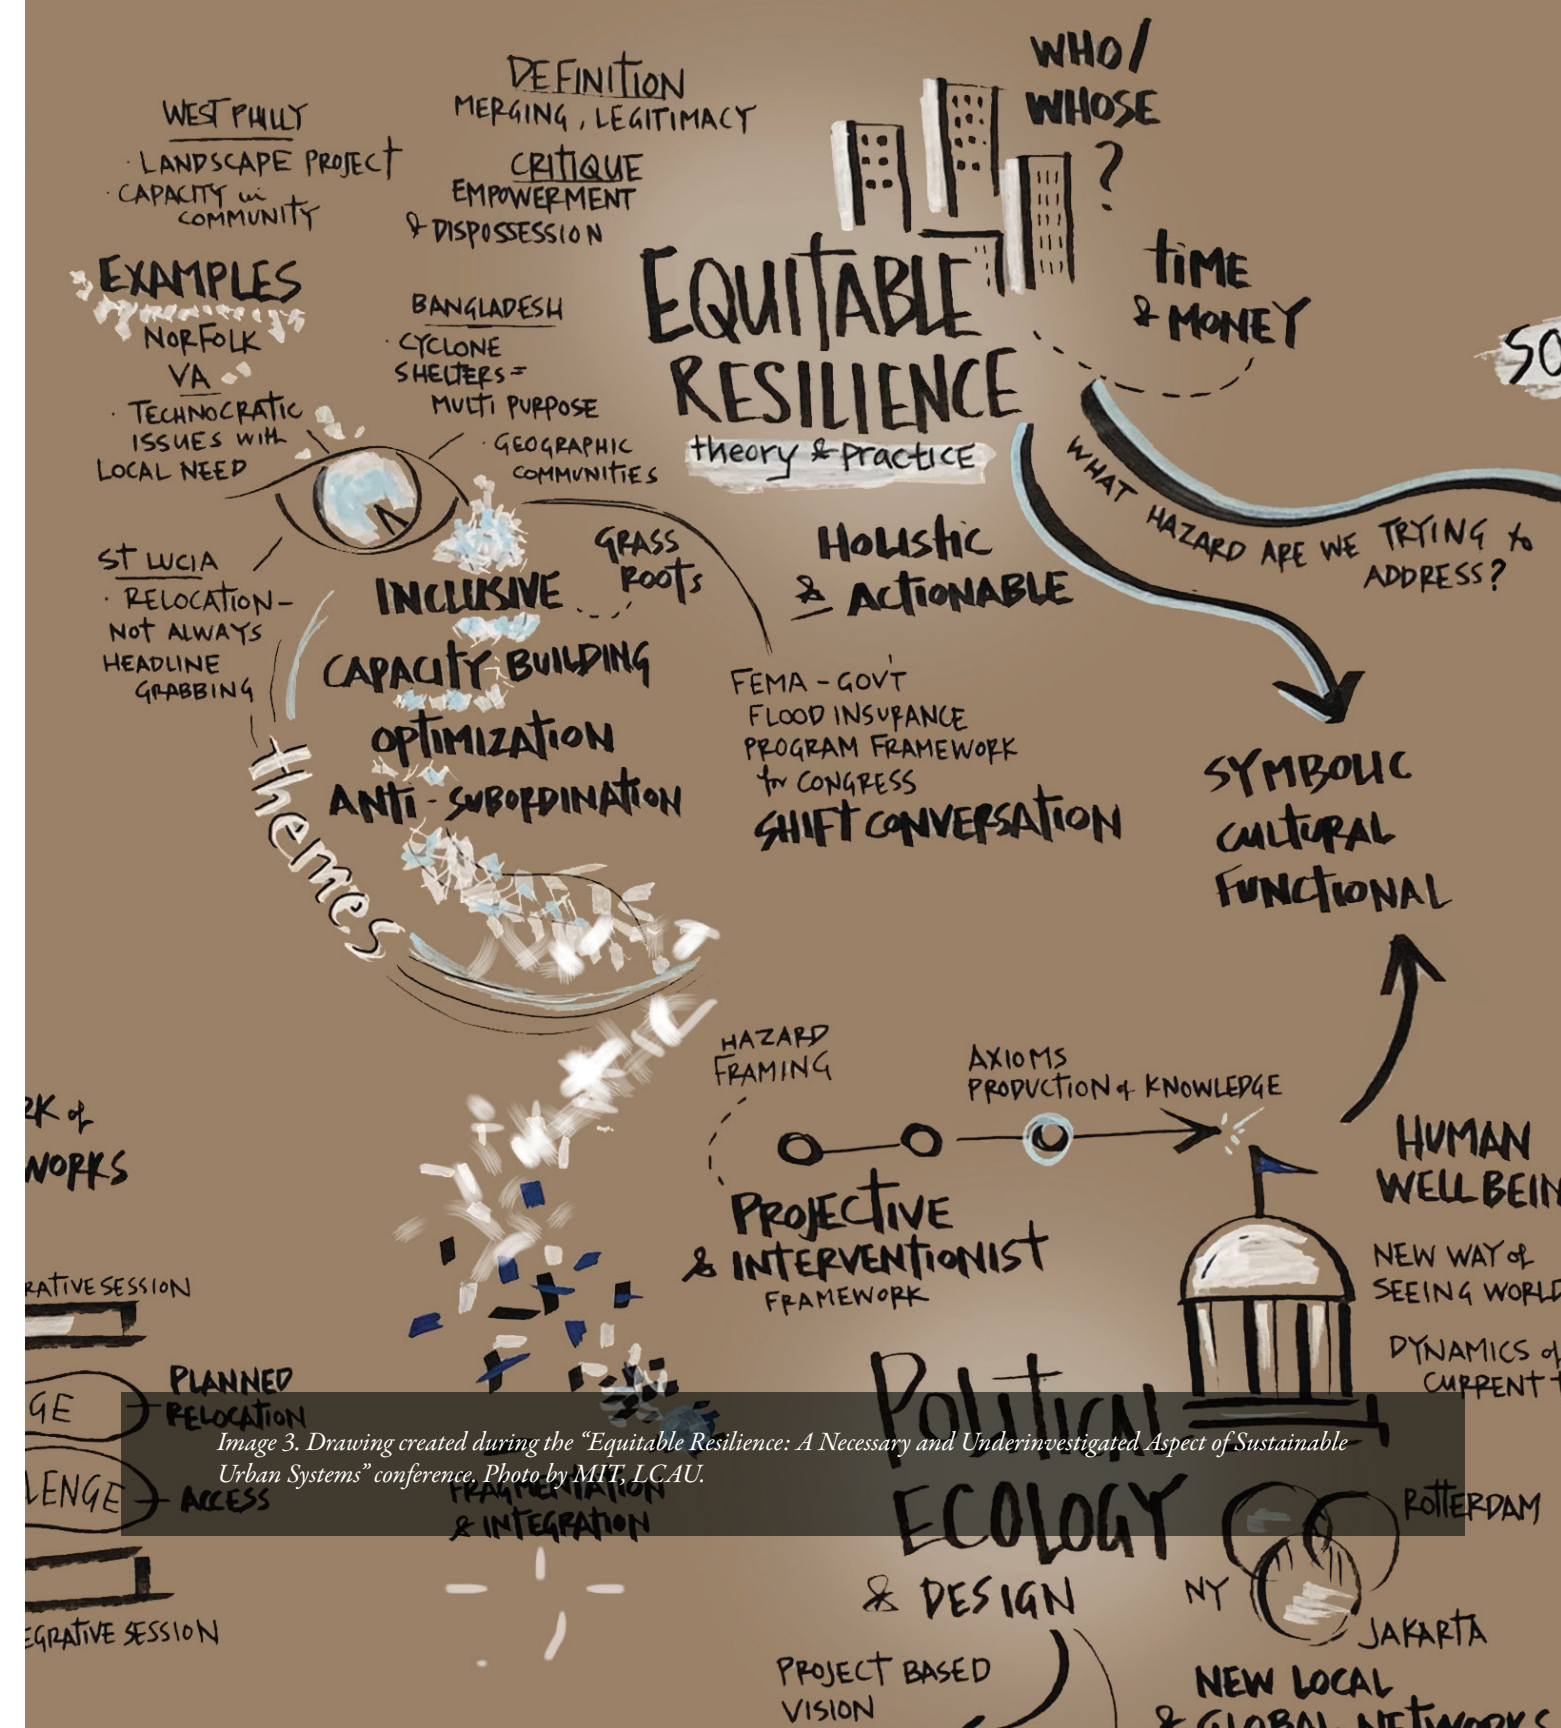 WEST PHILLY
· LANDSCAPE PROJECT
· CAPACITY in
COMMUNITY
DEFINITION
MERGING, LEGITIMACY
CRITIQUE
EMPOWERMENT
& DISPOSSESSION
WHO/
WHOSE
?
EXAMPLES
NORFOLK
VA
· TECHNOCRATIC
ISSUES with
LOCAL NEED
BANGLADESH
· CYCLONE
SHELTERS =
MULTI PURPOSE
· GEOGRAPHIC
COMMUNITIES
EQUITABLE
RESILIENCE
theory & practice
TIME
& MONEY
SO
WHAT HAZARD ARE WE TRYING to
ADDRESS?
ST LUCIA
· RELOCATION –
NOT ALWAYS
HEADLINE
GRABBING
GRASS
ROOTS
HOLISTIC
& ACTIONABLE
themes
INCLUSIVE
CAPACITY BUILDING
OPTIMIZATION
ANTI - SUBORDINATION
FEMA – GOV'T
FLOOD INSURANCE
PROGRAM FRAMEWORK
for CONGRESS
SHIFT CONVERSATION
SYMBOLIC
CULTURAL
FUNCTIONAL
HAZARD
FRAMING
AXIOMS
PRODUCTION of KNOWLEDGE
RK of
WORKS
PROJECTIVE
& INTERVENTIONIST
FRAMEWORK
HUMAN
WELL BEIN
NEW WAY of
SEEING WORLD
DYNAMICS of
CURRENT +
RATIVE SESSION
GE
PLANNED
RELOCATION
LENGE
ACCESS
EGRATIVE SESSION
Image 3. Drawing created during the “Equitable Resilience: A Necessary and Underinvestigated Aspect of Sustainable
Urban Systems” conference. Photo by MIT, LCAU.
FRAGMENTATION
& INTEGRATION
POLITICAL
ECOLOGY
& DESIGN
ROTTERDAM
NY
JAKARTA
PROJECT BASED
VISION
NEW LOCAL
& GLOBAL NETWORKS